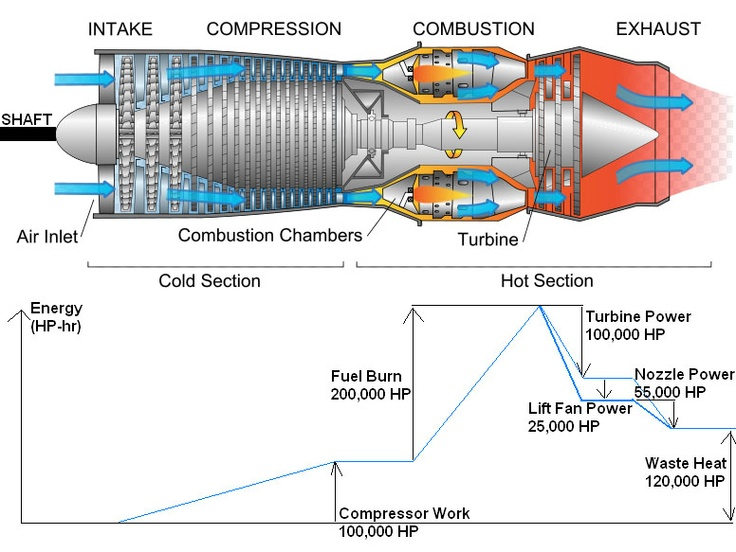 INTAKE
COMPRESSION
COMBUSTION
EXHAUST
SHAFT
Air Inlet
Combustion Chambers
Turbine
Cold Section
Hot Section
Energy
(HP-hr)
Fuel Burn
200,000 HP
Turbine Power
100,000 HP
Nozzle Power
55,000 HP
Lift Fan Power
25,000 HP
Waste Heat
120,000 HP
Compressor Work
100,000 HP